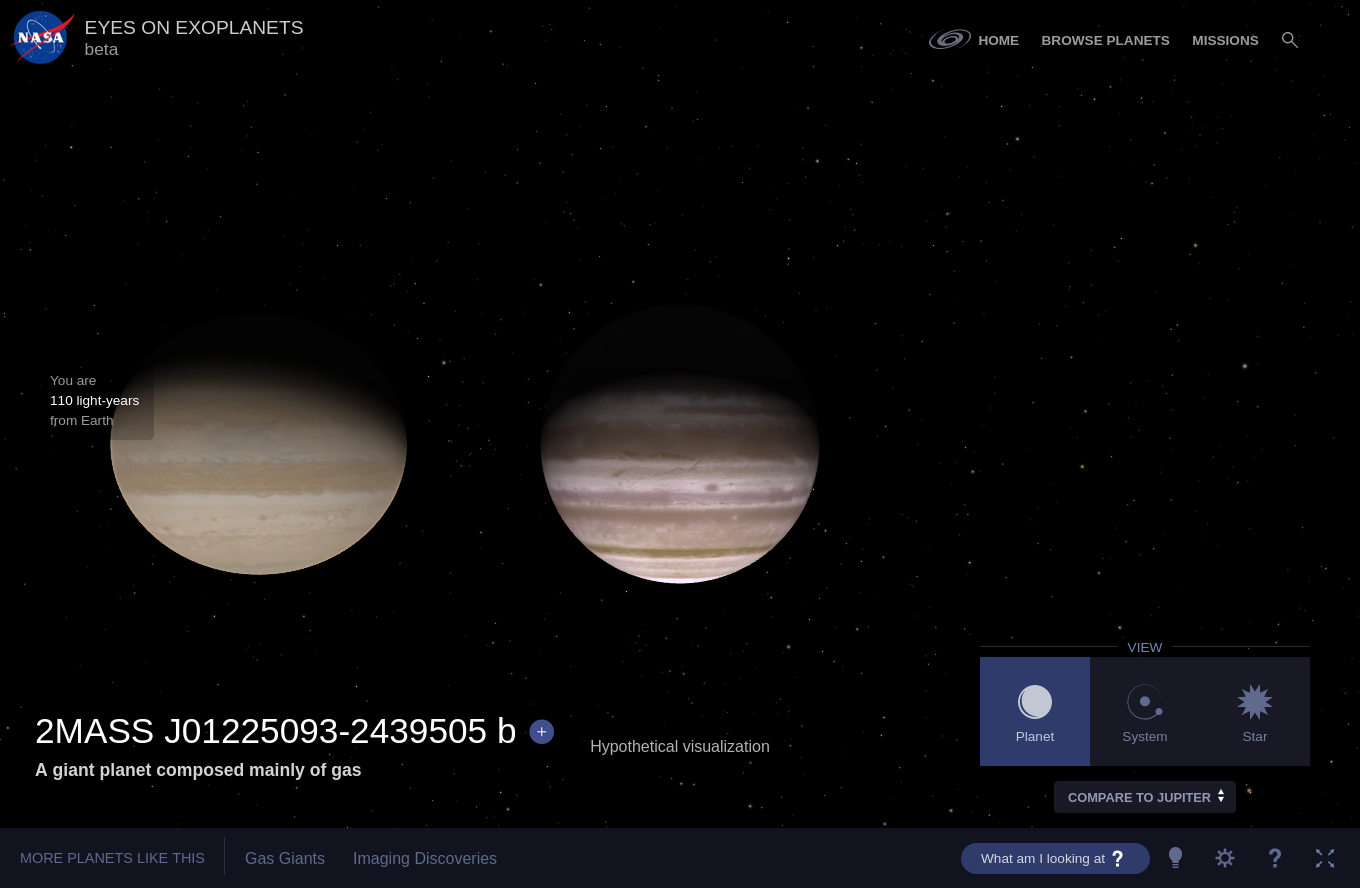 NASA
EYES ON EXOPLANETS
beta
HOME
BROWSE PLANETS
MISSIONS
You are
110 light-years
from Earth
VIEW
Planet
System
Star
2MASS J01225093-2439505 b +
A giant planet composed mainly of gas
Hypothetical visualization
COMPARE TO JUPITER
MORE PLANETS LIKE THIS
Gas Giants
Imaging Discoveries
What am I looking at ?
?